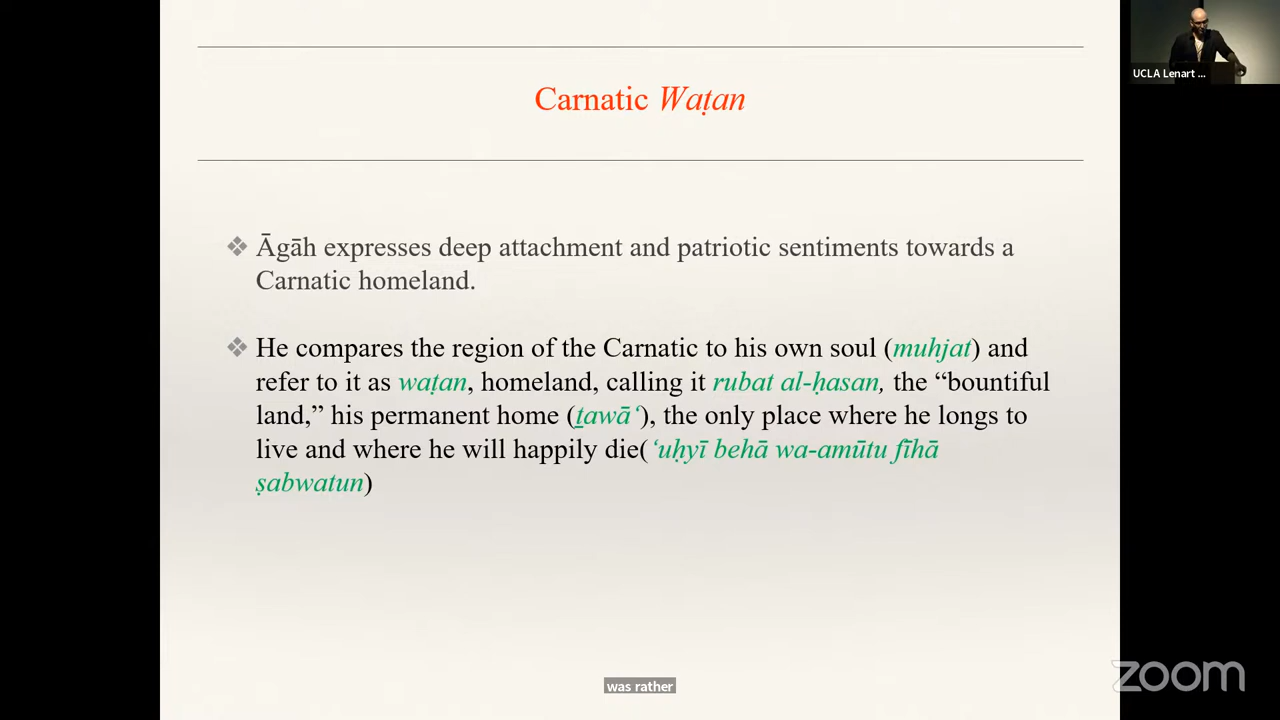 UCLA Lenart ...
Carnatic Waṭan
❖ Āgāh expresses deep attachment and patriotic sentiments towards a
Carnatic homeland.
❖ He compares the region of the Carnatic to his own soul (muhjat) and
refer to it as waṭan, homeland, calling it rubat al-ḥasan, the “bountiful
land,” his permanent home (ṯawāʿ), the only place where he longs to
live and where he will happily die(ʿuḥyī behā wa-amūtu fīhā
ṣabwatun)
was rather
zoom